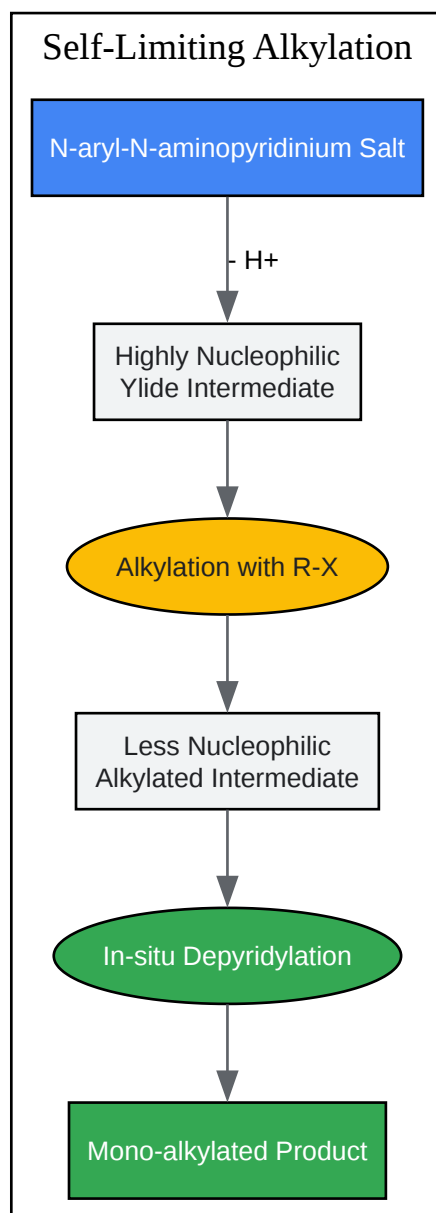 Self-Limiting Alkylation
N-aryl-N-aminopyridinium Salt
- H+
Highly Nucleophilic
Ylide Intermediate
Alkylation with R-X
Less Nucleophilic
Alkylated Intermediate
In-situ Depyridylation
Mono-alkylated Product